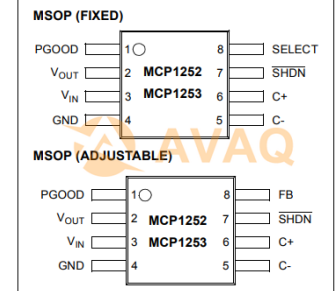 MSOP (FIXED)
PGOOD 1 8 SELECT
VOUT 2 MCP1252 7 SHDN
VIN 3 MCP1253 6 C+
GND 4 5 C-
AVAQ
MSOP (ADJUSTABLE)
PGOOD 1 8 FB
VOUT 2 MCP1252 7 SHDN
VIN 3 MCP1253 6 C+
GND 4 5 C-